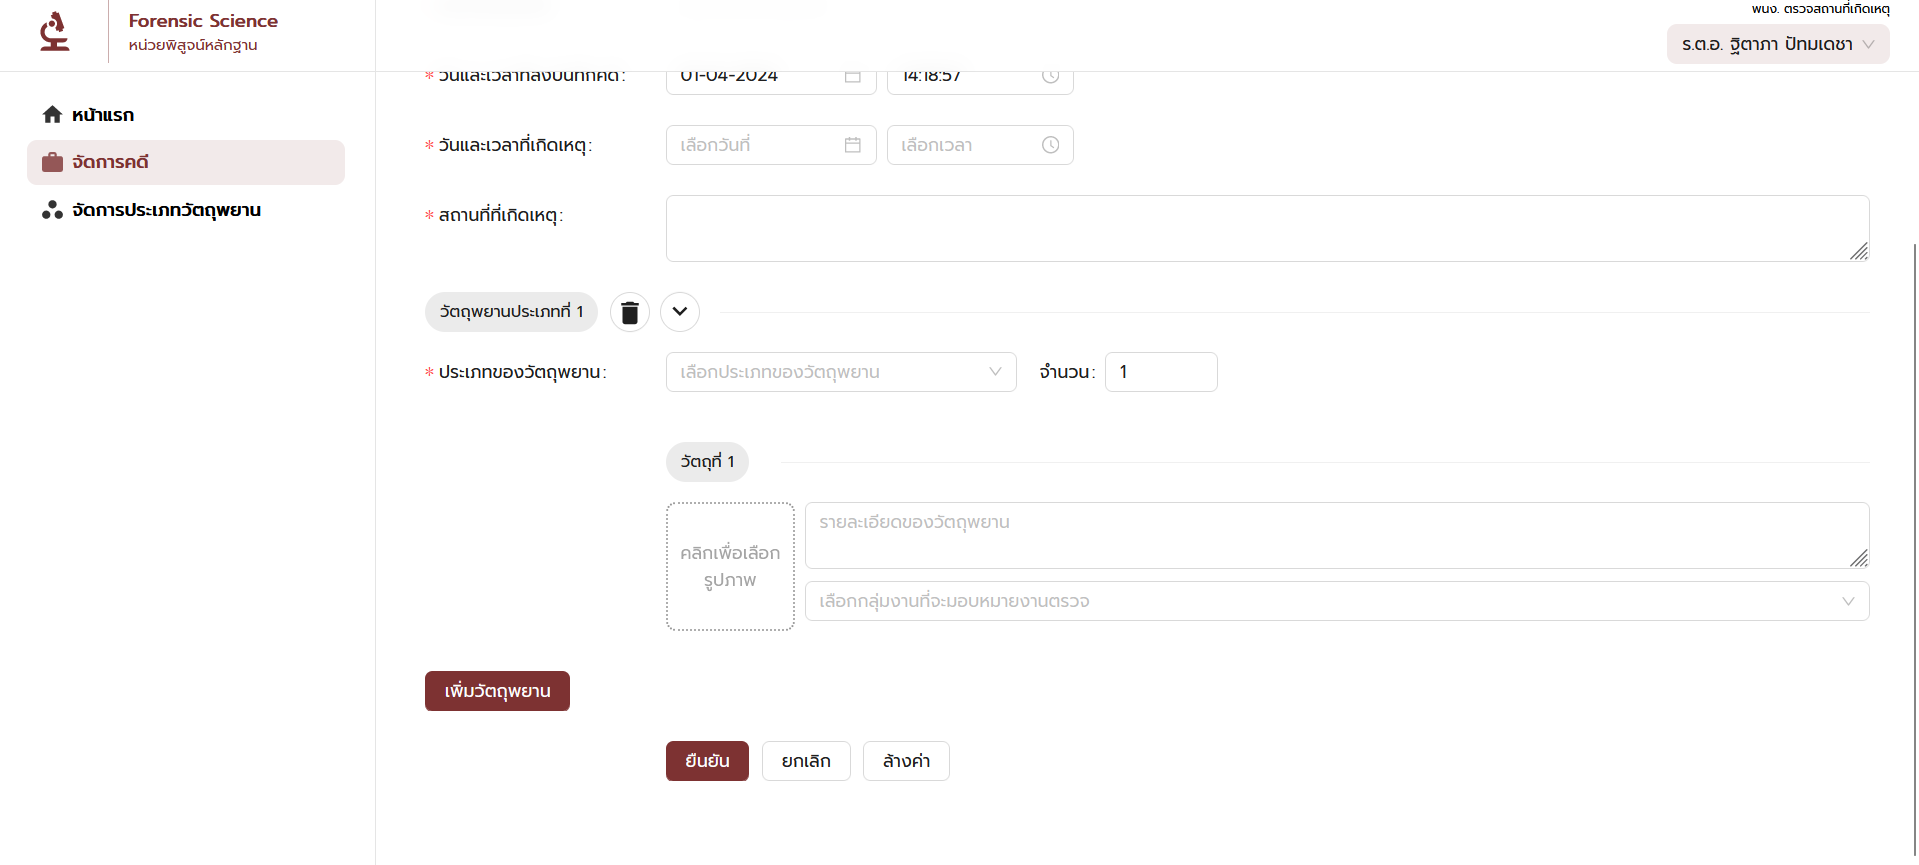 Forensic Science
หน่วยพิสูจน์หลักฐาน
พนง. ตรวจสถานที่เกิดเหตุ
ร.ต.อ. ฐิตาภา ปัทมเดชา
หน้าแรก
จัดการคดี
จัดการประเภทวัตถุพยาน
* วันและเวลาที่ลงบันทึกคดี: 01-04-2024 14:18:57
* วันและเวลาที่เกิดเหตุ: เลือกวันที่ เลือกเวลา
* สถานที่ที่เกิดเหตุ:
วัตถุพยานประเภทที่ 1
* ประเภทของวัตถุพยาน: เลือกประเภทของวัตถุพยาน จำนวน: 1
วัตถุที่ 1
คลิกเพื่อเลือก
รูปภาพ
รายละเอียดของวัตถุพยาน
เลือกกลุ่มงานที่จะมอบหมายงานตรวจ
เพิ่มวัตถุพยาน
ยืนยัน ยกเลิก ล้างค่า